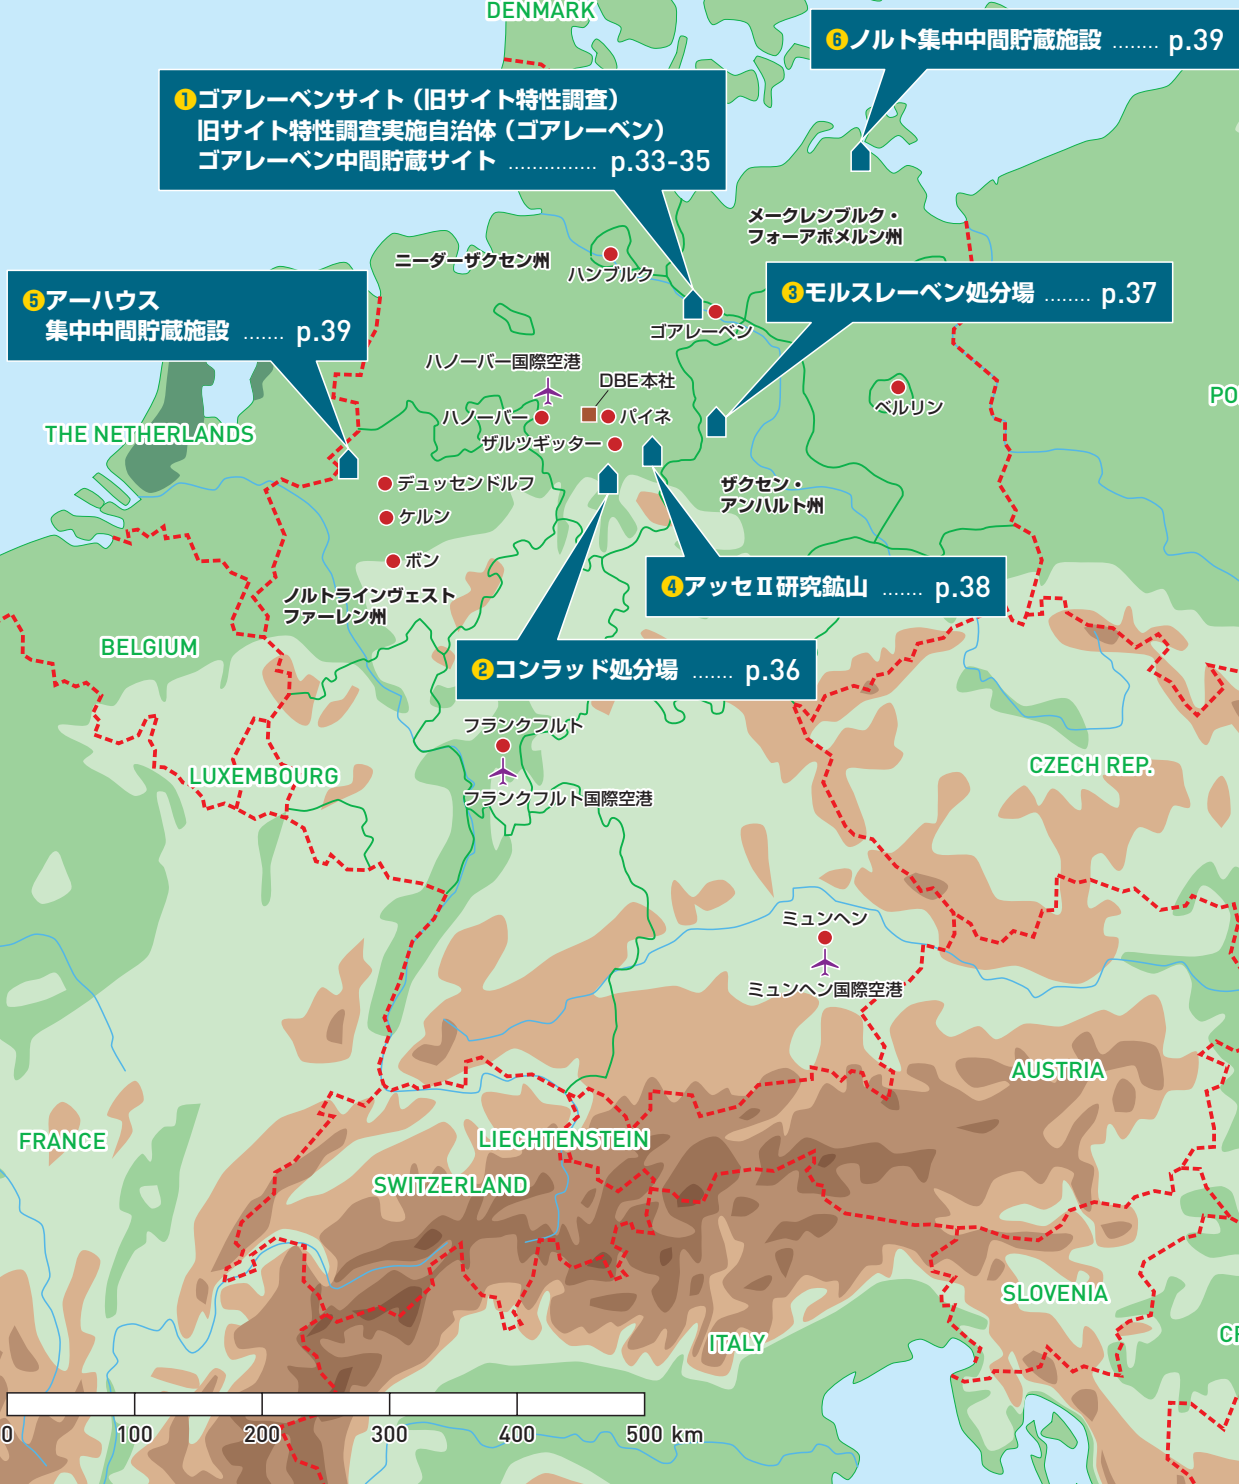 DENMARK
❻ノルト集中中間貯蔵施設 ........ p.39
❶ゴアレーベンサイト（旧サイト特性調査）
旧サイト特性調査実施自治体（ゴアレーベン）
ゴアレーベン中間貯蔵サイト ............... p.33-35
メークレンブルク・
フォーアポメルン州
ニーダーザクセン州
ハンブルク
❺アーハウス
集中中間貯蔵施設 ....... p.39
❸モルスレーベン処分場 ........ p.37
ゴアレーベン
ハノーバー国際空港
DBE本社
ベルリン
PO
ハノーバー
パイネ
THE NETHERLANDS
ザルツギッター
デュッセンドルフ
ザクセン・
アンハルト州
ケルン
ボン
❹アッセⅡ研究鉱山 ....... p.38
ノルトラインヴェスト
ファーレン州
BELGIUM
❷コンラッド処分場 ....... p.36
フランクフルト
CZECH REP.
LUXEMBOURG
フランクフルト国際空港
ミュンヘン
ミュンヘン国際空港
AUSTRIA
FRANCE
LIECHTENSTEIN
SWITZERLAND
SLOVENIA
ITALY
CR
0 100 200 300 400 500 km